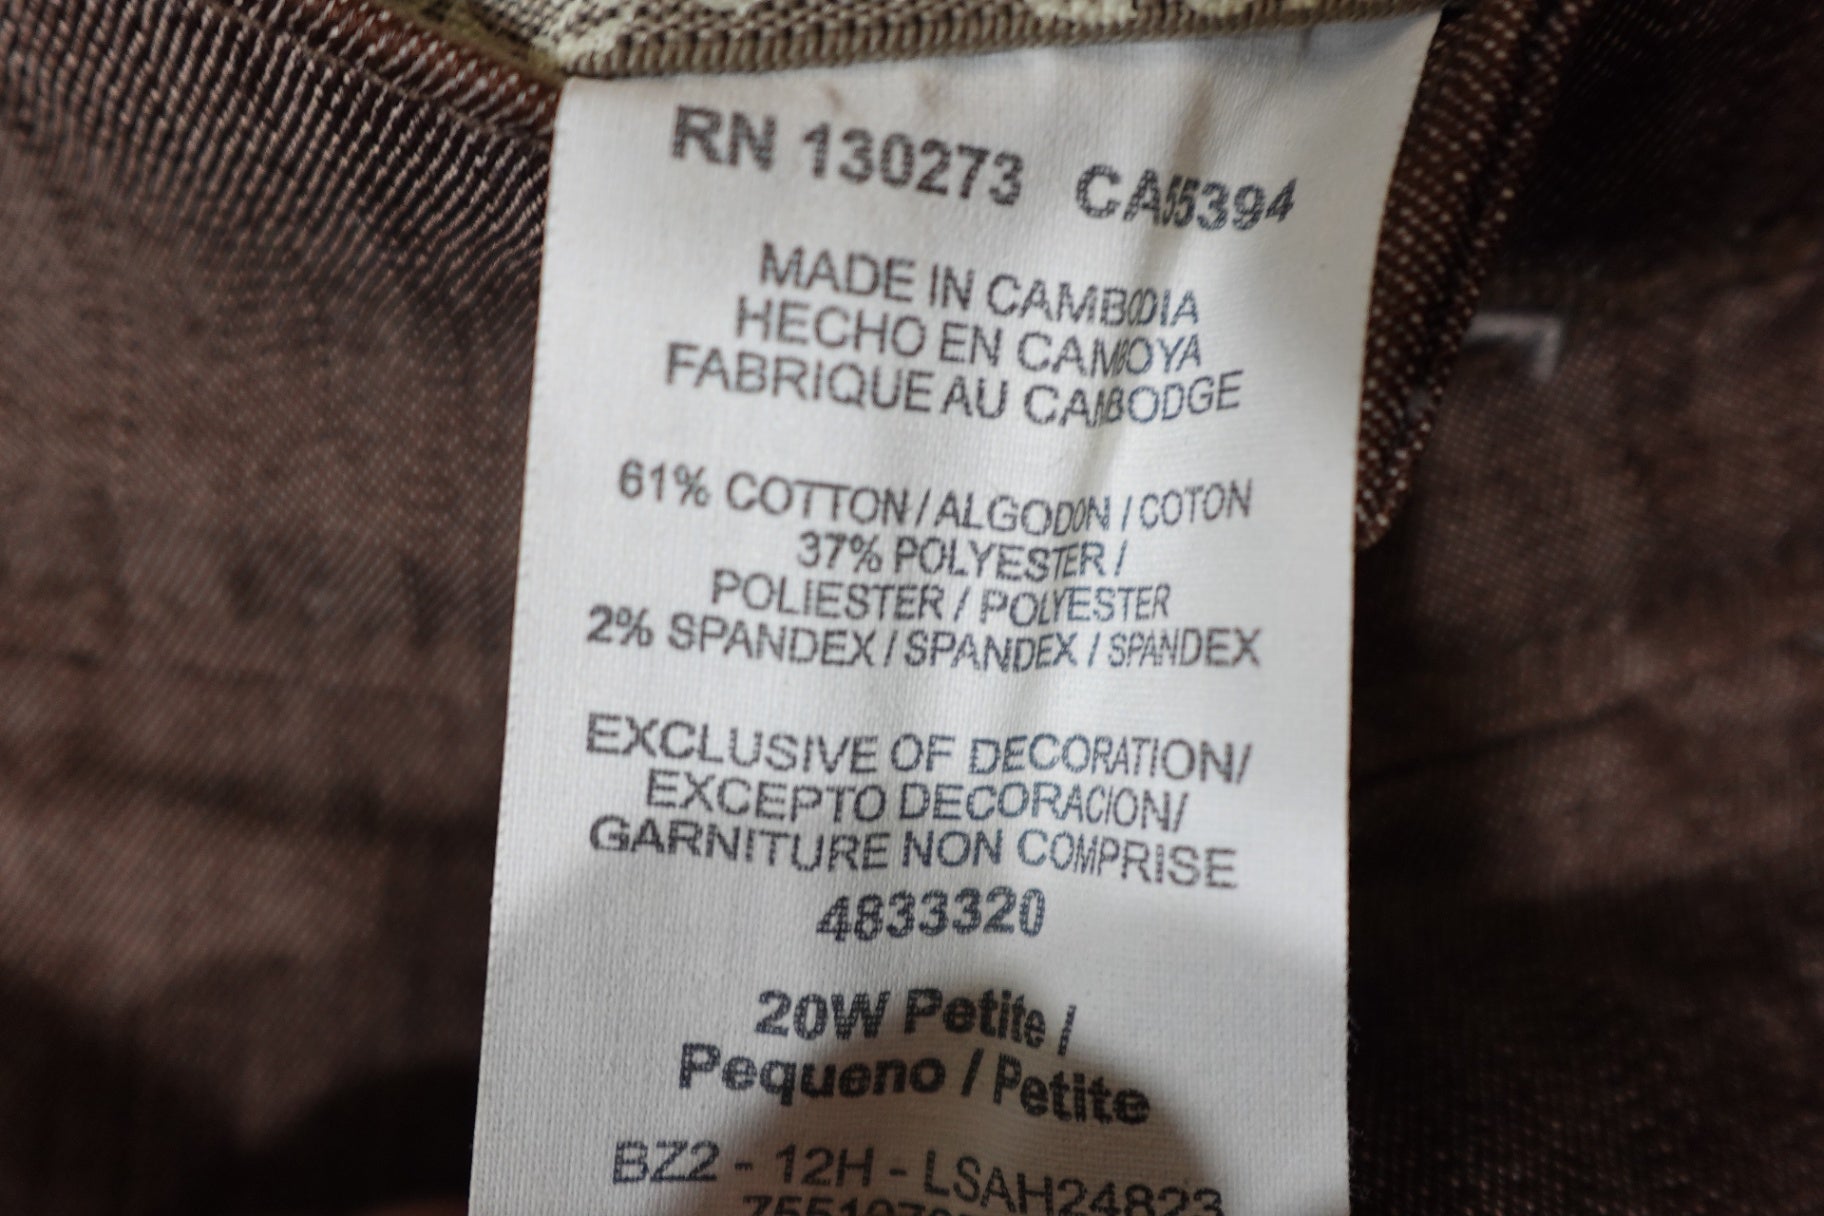 RN 130273 CA55394
MADE IN CAMBODIA
HECHO EN CAMBOYA
FABRIQUE AU CAMBODGE
61% COTTON / ALGODON / COTON
37% POLYESTER /
POLIESTER / POLYESTER
2% SPANDEX / SPANDEX / SPANDEX
EXCLUSIVE OF DECORATION/
EXCEPTO DECORACION/
GARNITURE NON COMPRISE
4833320
20W Petite /
Pequeno / Petite
BZ2 - 12H - LSAH24823